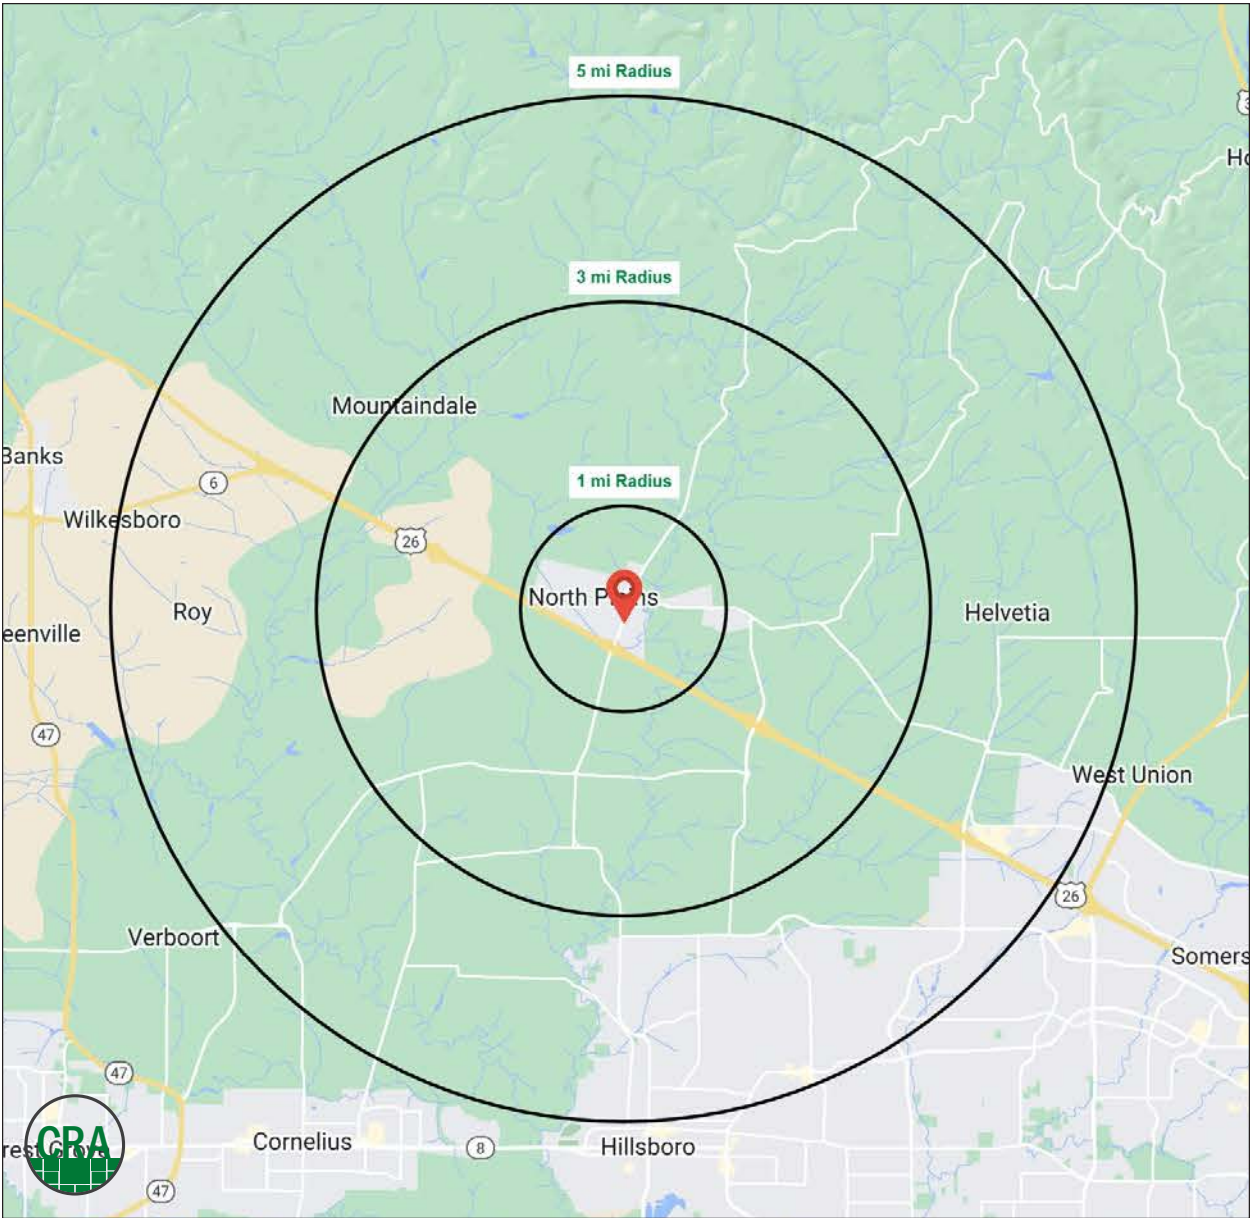 5 mi Radius
3 mi Radius
Mountaindale
Banks
1 mi Radius
6
Wilkesboro
26
North
Roy
Helvetia
eenville
47
West Union
26
Verboort
Somers
47
CRA
Cornelius
8
Hillsboro
47